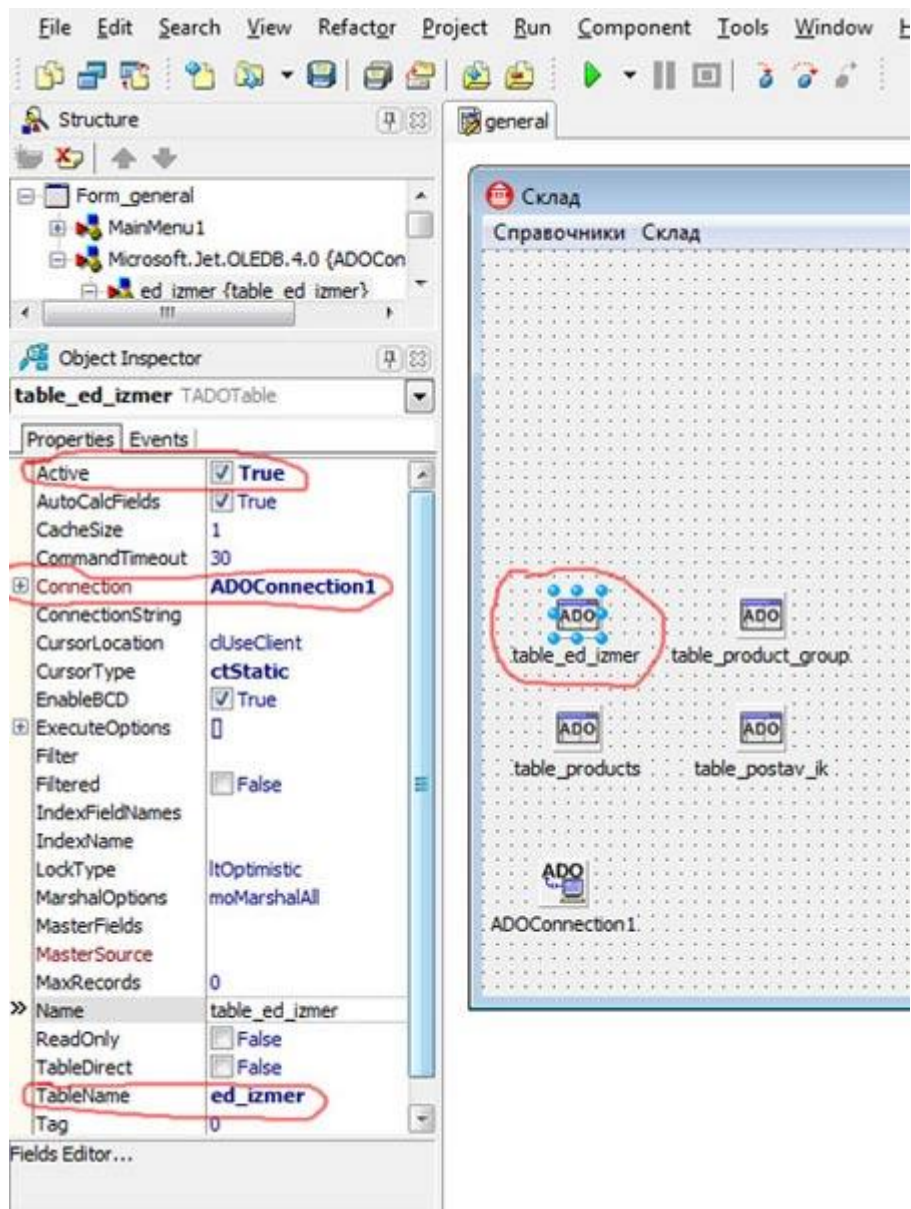 File Edit Search View Refactor Project Run Component Tools Window H
Structure
general
Form_general
MainMenu1
Microsoft.Jet.OLEDB.4.0 {ADOCon
ed_izmer {table_ed_izmer}
Склад
Справочники Склад
Object Inspector
table_ed_izmer TADOTable
Properties Events
Active True
AutoCalcFields True
CacheSize 1
CommandTimeout 30
Connection ADOConnection1
ConnectionString
CursorLocation clUseClient
CursorType ctStatic
EnableBCD True
ExecuteOptions []
Filter
Filtered False
IndexFieldNames
IndexName
LockType ltOptimistic
MarshalOptions moMarshalAll
MasterFields
MasterSource
MaxRecords 0
Name table_ed_izmer
ReadOnly False
TableDirect False
TableName ed_izmer
Tag 0
Fields Editor...
ADO ADO
table_ed_izmer table_product_group
ADO ADO
table_products table_postav_ik
ADO
ADOConnection1